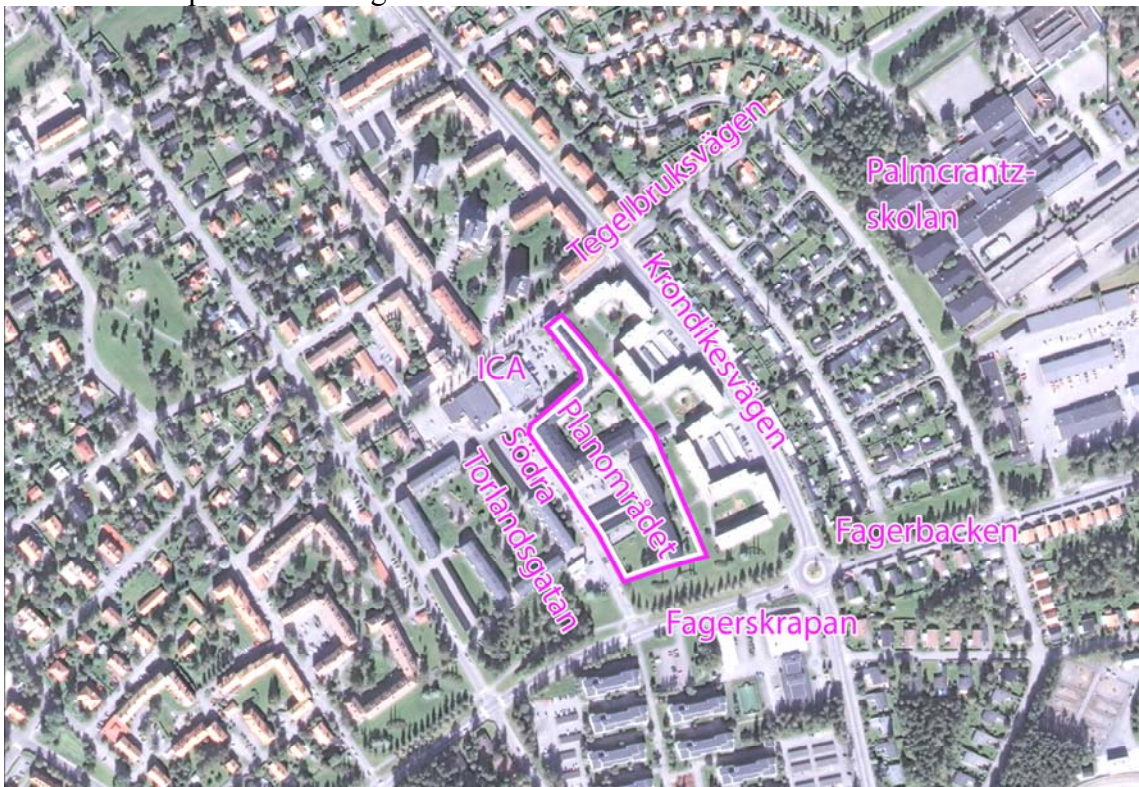 Tegelbruksvägen
Palmcrantz-
skolan
Krondikesvägen
ICA
Planområdet
Södra
Torlandsgatan
Fagerbacken
Fagerskrapan